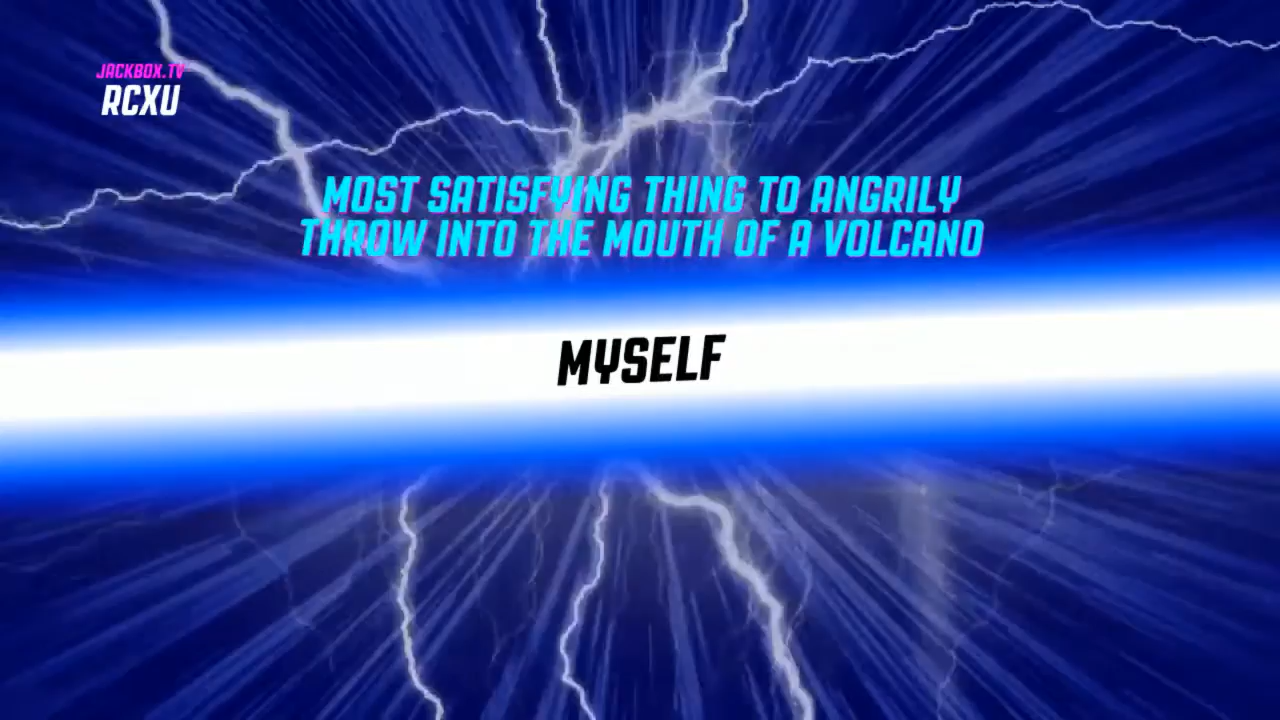 JACKBOX.TV
RCXU
MOST SATISFYING THING TO ANGRILY
THROW INTO THE MOUTH OF A VOLCANO
MYSELF